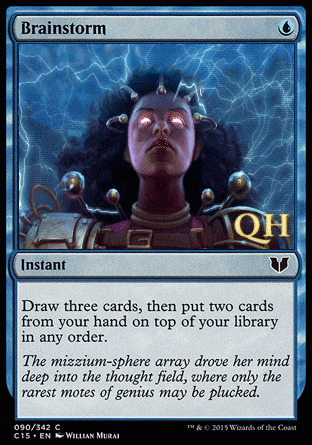 Brainstorm
QH
Instant
Draw three cards, then put two cards
from your hand on top of your library
in any order.
The mizzium-sphere array drove her mind
deep into the thought field, where only the
rarest motes of genius may be plucked.
090/342 C
C15 • EN Willian Murai
™ & © 2015 Wizards of the Coast